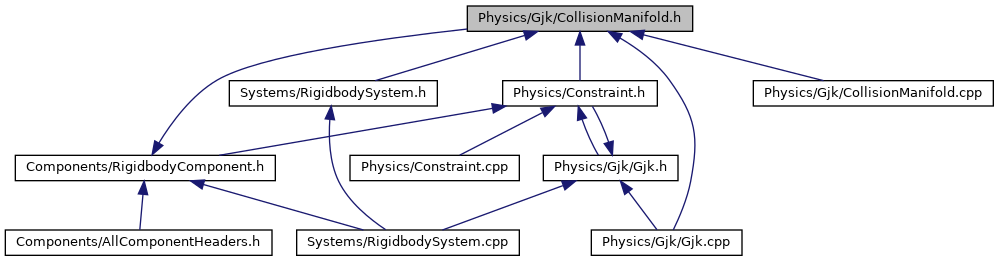 Physics/Gjk/CollisionManifold.h
Systems/RigidbodySystem.h
Physics/Constraint.h
Physics/Gjk/CollisionManifold.cpp
Components/RigidbodyComponent.h
Physics/Constraint.cpp
Physics/Gjk/Gjk.h
Components/AllComponentHeaders.h
Systems/RigidbodySystem.cpp
Physics/Gjk/Gjk.cpp